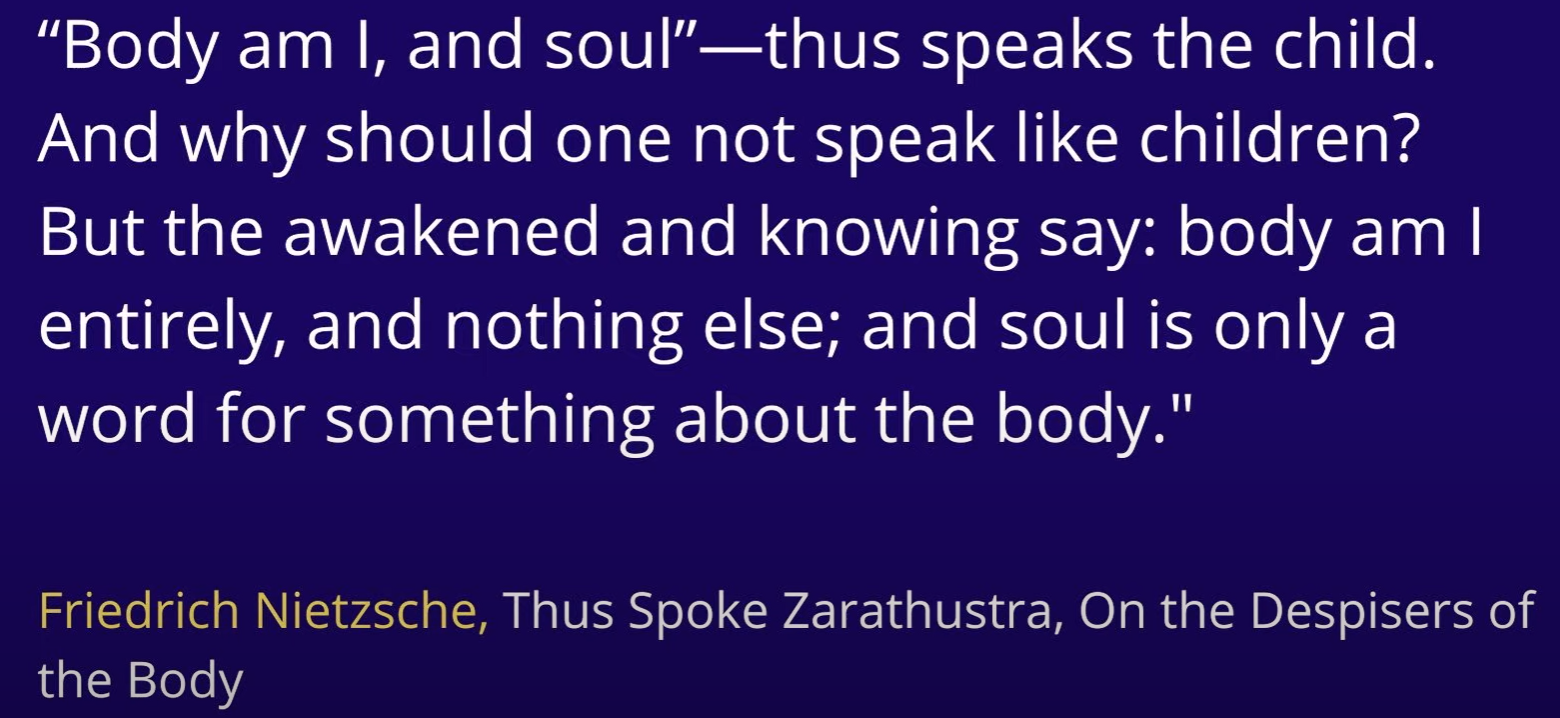 “Body am I, and soul”—thus speaks the child.
And why should one not speak like children?
But the awakened and knowing say: body am I
entirely, and nothing else; and soul is only a
word for something about the body."
Friedrich Nietzsche, Thus Spoke Zarathustra, On the Despisers of
the Body